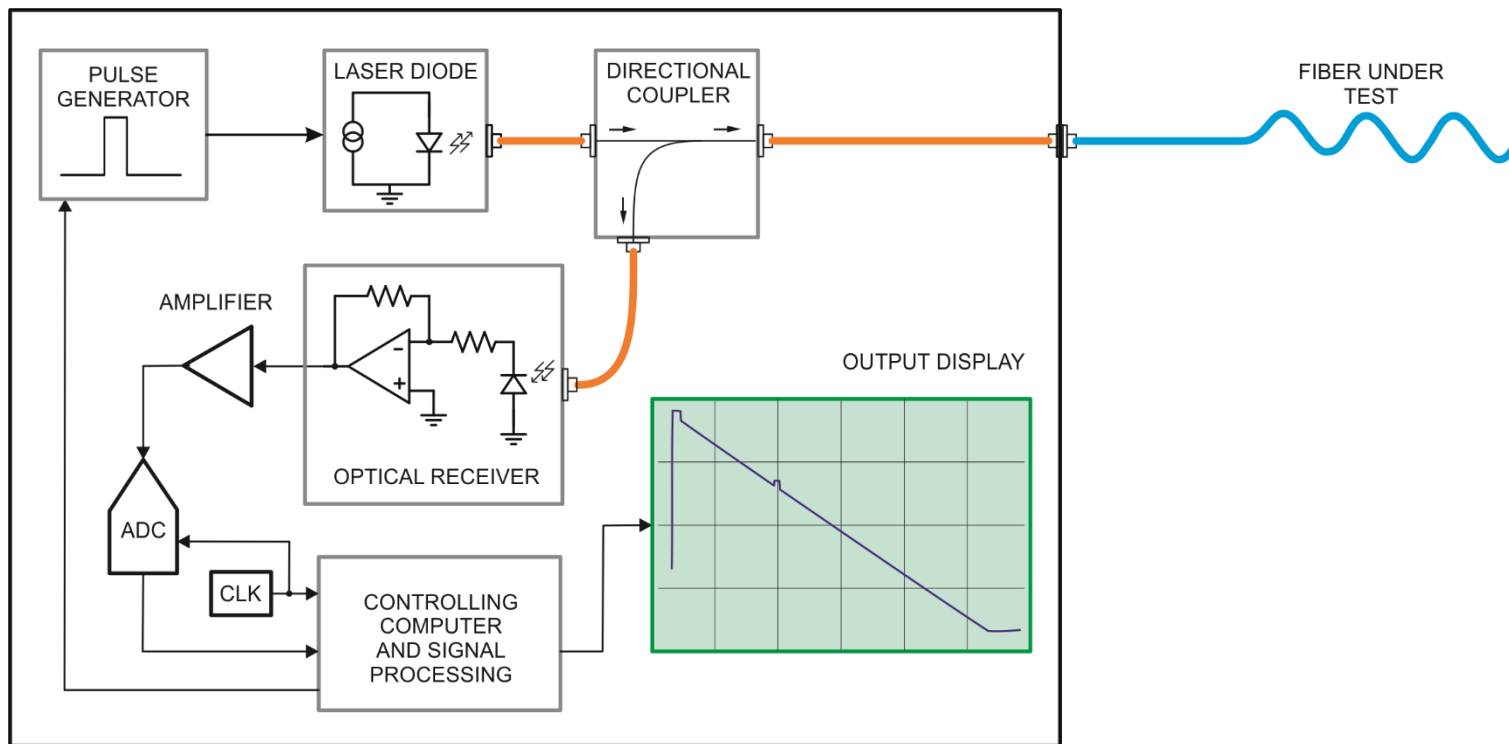 PULSE
GENERATOR
LASER DIODE
DIRECTIONAL
COUPLER
FIBER UNDER
TEST
AMPLIFIER
-
+
OPTICAL RECEIVER
OUTPUT DISPLAY
ADC
CLK
CONTROLLING
COMPUTER
AND SIGNAL
PROCESSING